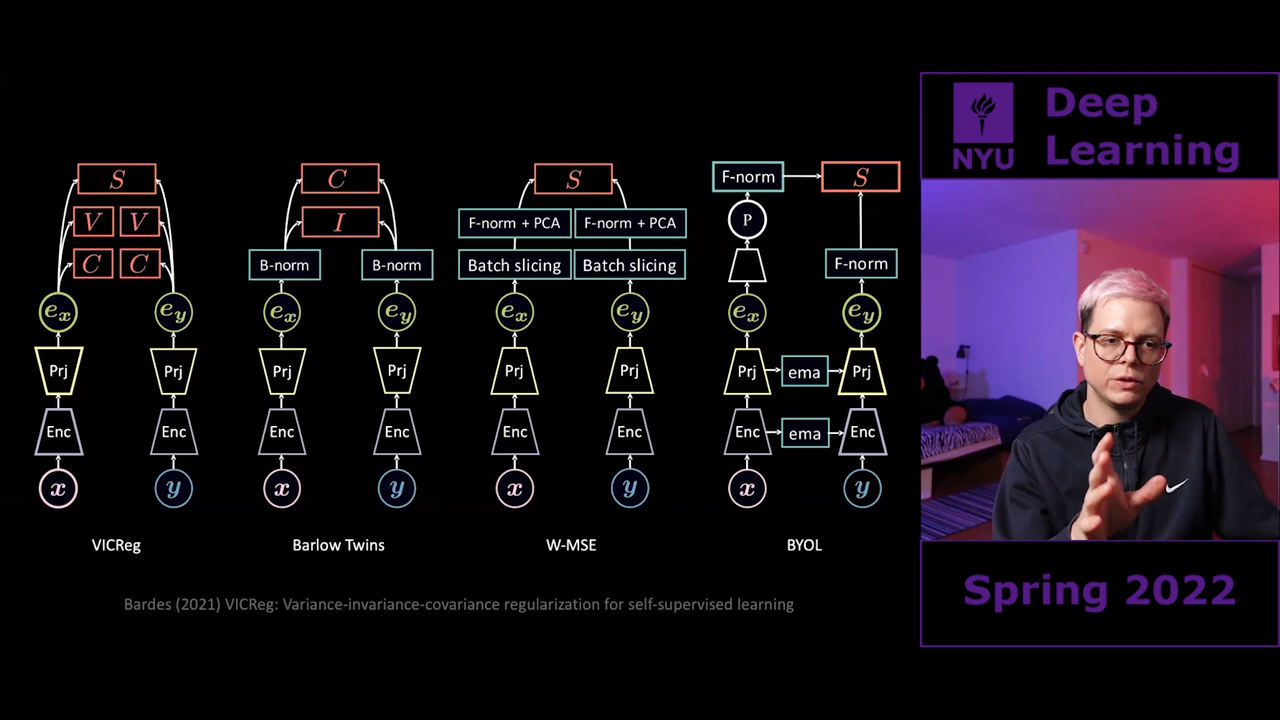 S
V V
C C
e_x e_y
Prj Prj
Enc Enc
x y
VICReg
C
I
B-norm B-norm
e_x e_y
Prj Prj
Enc Enc
x y
Barlow Twins
S
F-norm + PCA F-norm + PCA
Batch slicing Batch slicing
e_x e_y
Prj Prj
Enc Enc
x y
W-MSE
F-norm S
P
F-norm
e_x e_y
Prj ema Prj
Enc ema Enc
x y
BYOL
Bardes (2021) VICReg: Variance-invariance-covariance regularization for self-supervised learning
NYU
Deep
Learning
Spring 2022